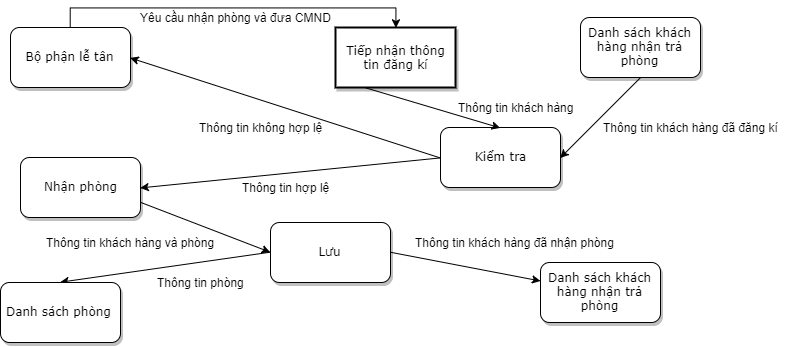 Yêu cầu nhận phòng và đưa CMND
Bộ phận lễ tân
Tiếp nhận thông
tin đăng kí
Danh sách khách
hàng nhận trả
phòng
Thông tin khách hàng
Thông tin không hợp lệ
Thông tin khách hàng đã đăng kí
Kiểm tra
Nhận phòng
Thông tin hợp lệ
Thông tin khách hàng và phòng
Lưu
Thông tin khách hàng đã nhận phòng
Thông tin phòng
Danh sách phòng
Danh sách khách
hàng nhận trả
phòng